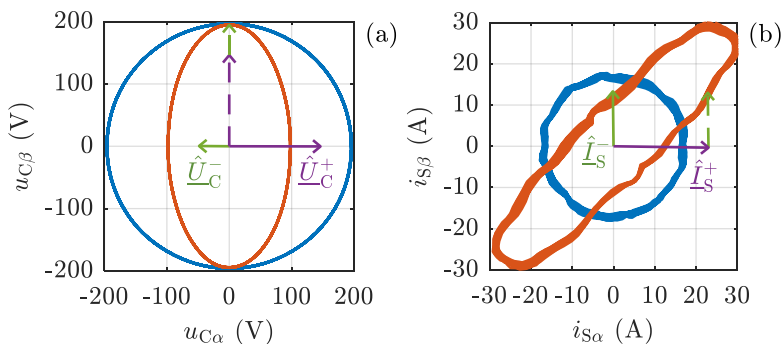 200
100
0
-100
-200
-200
-100
0
100
200
u_Cβ (V)
u_Cα (V)
Û_C^-
Û_C^+
(a)
30
20
10
0
-10
-20
-30
-30
-20
-10
0
10
20
30
i_Sβ (A)
i_Sα (A)
Î_S^-
Î_S^+
(b)